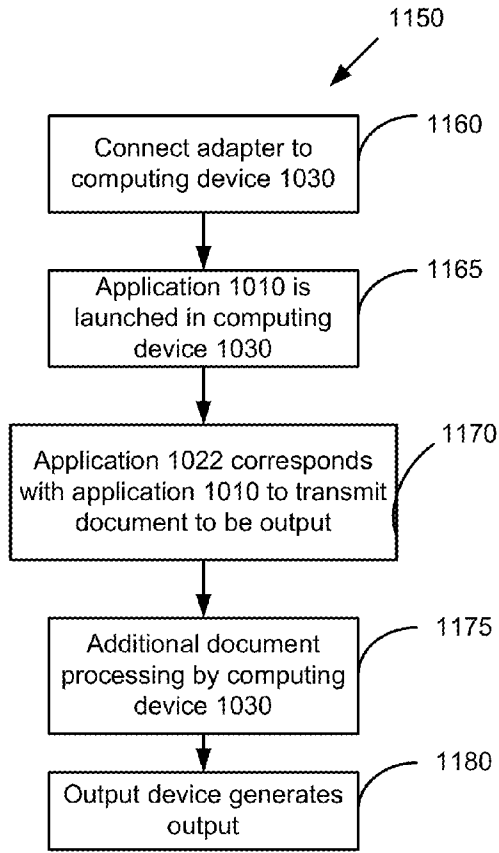 1150
1160
Connect adapter to
computing device 1030
1165
Application 1010 is
launched in computing
device 1030
1170
Application 1022 corresponds
with application 1010 to transmit
document to be output
1175
Additional document
processing by computing
device 1030
1180
Output device generates
output